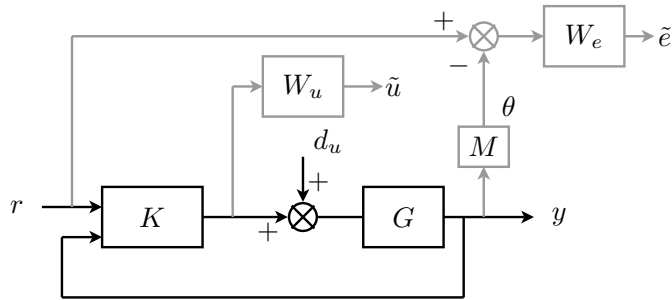 + W_e ẽ
−
W_u ũ θ
d_u M
+
r K + G y